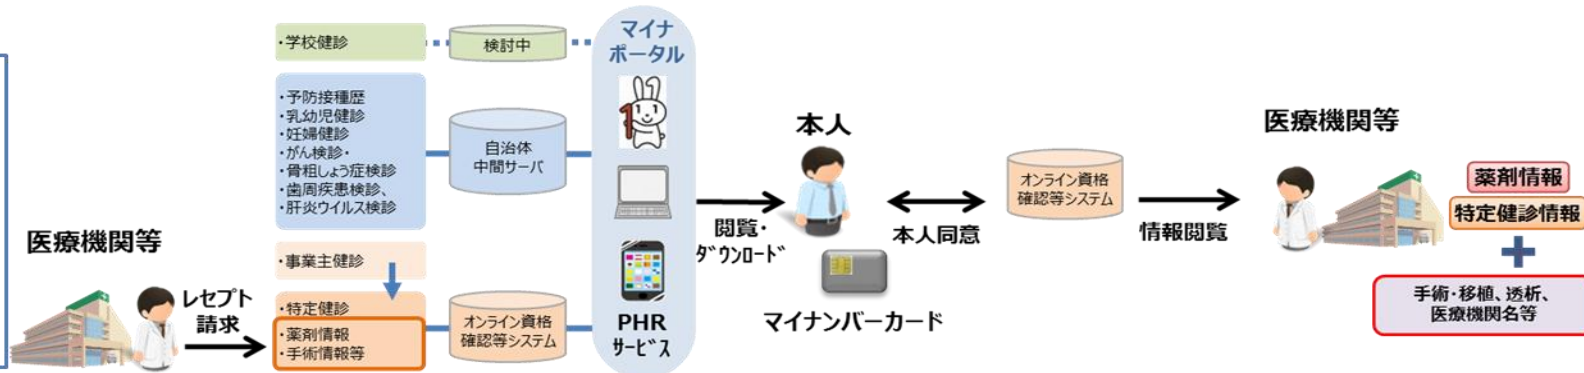 ・学校健診
検討中
・予防接種歴
・乳幼児健診
・妊婦健診
・がん検診・
・骨粗しょう症検診
・歯周疾患検診、
・肝炎ウイルス検診
自治体
中間サーバ
医療機関等
レセプト
請求
・事業主健診
・特定健診
・薬剤情報
・手術情報等
オンライン資格
確認等システム
マイナ
ポータル
1
PHR
サービス
閲覧・
ダウンロード
本人
マイナンバーカード
本人同意
オンライン資格
確認等システム
情報閲覧
医療機関等
薬剤情報
特定健診情報
+
手術・移植、透析、
医療機関名等